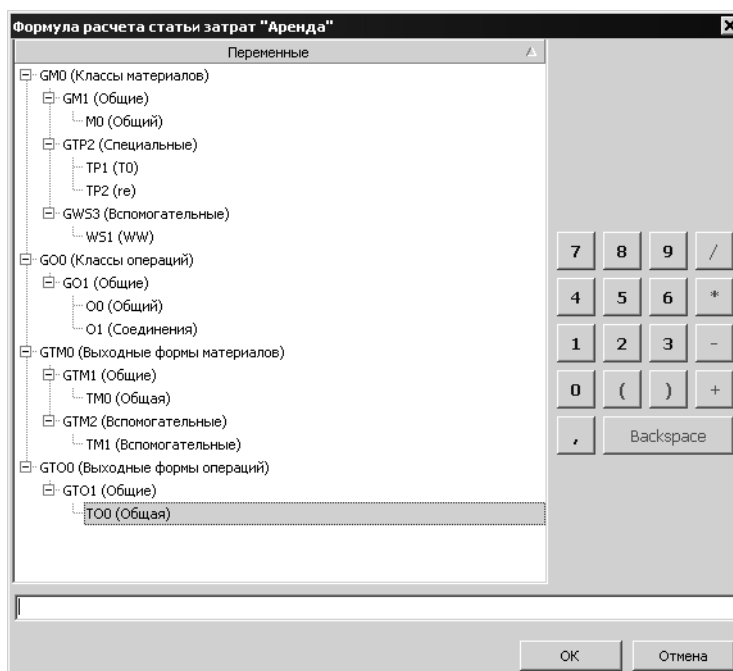 Формула расчета статьи затрат "Аренда"
Переменные
GM0 (Классы материалов)
GM1 (Общие)
M0 (Общий)
GTP2 (Специальные)
TP1 (T0)
TP2 (re)
GWS3 (Вспомогательные)
WS1 (WW)
GO0 (Классы операций)
GO1 (Общие)
O0 (Общий)
O1 (Соединения)
GTM0 (Выходные формы материалов)
GTM1 (Общие)
TM0 (Общая)
GTM2 (Вспомогательные)
TM1 (Вспомогательные)
GTO0 (Выходные формы операций)
GTO1 (Общие)
TO0 (Общая)
7 8 9 /
4 5 6 *
1 2 3 -
0 ( ) +
, Backspace
OK Отмена